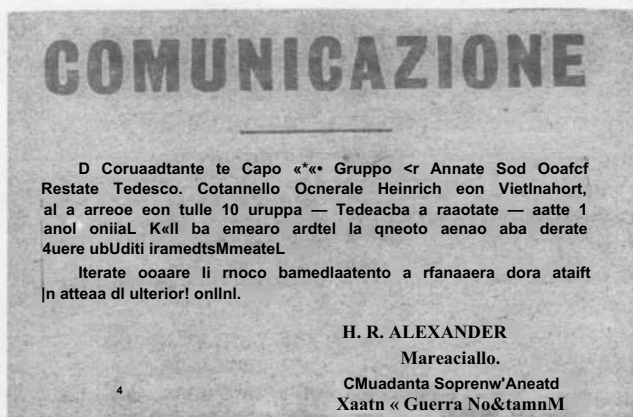 COMUNICAZIONE
D Coruaadtante te Capo «*«• Gruppo <r Annate Sod Ooafcf
Restate Tedesco. Cotannello Ocnerale Heinrich eon Vietlnahort,
al a arreoe eon tulle 10 uruppa — Tedeacba a raaotate — aatte 1
anol oniiaL K«ll ba emearo ardtel la qneoto aenao aba derate
4uere ubUditi iramedtsMmeateL
Iterate ooaare li rnoco bamedlaatento a rfanaaera dora ataift
|n atteaa dl ulterior! onllnl.
H. R. ALEXANDER
Mareaciallo.
CMuadanta Soprenw'Aneatd
Xaatn « Guerra No&tamnM
4